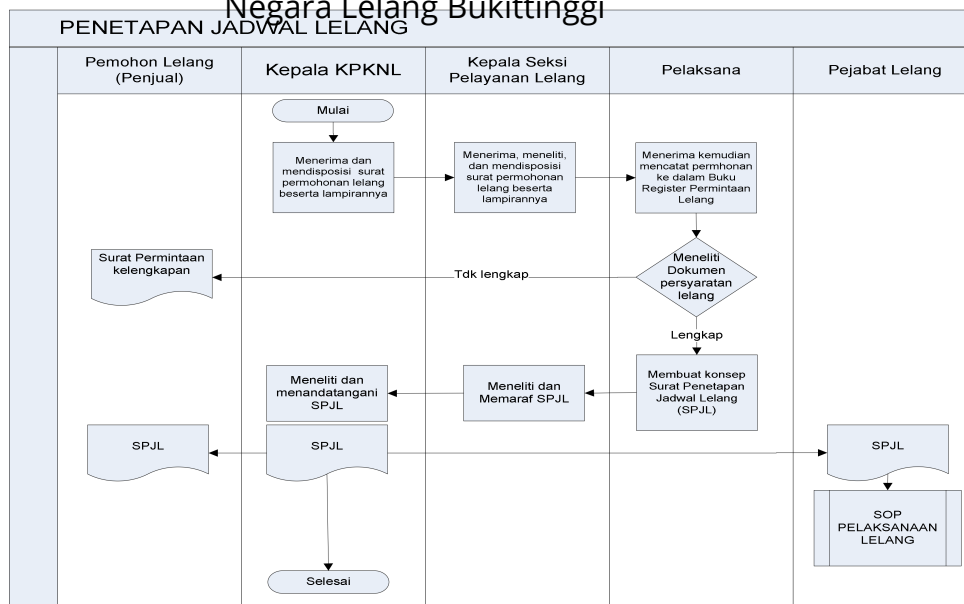 Negara Lelang Bukittinggi
PENETAPAN JADWAL LELANG
Pemohon Lelang
(Penjual)
Kepala KPKNL
Kepala Seksi
Pelayanan Lelang
Pelaksana
Pejabat Lelang
Mulai
Menerima dan
mendisposisi surat
permohonan lelang
beserta lampirannya
Menerima, meneliti,
dan mendisposisi
surat permohonan
lelang beserta
lampirannya
Menerima kemudian
mencatat permhonan
ke dalam Buku
Register Permintaan
Lelang
Surat Permintaan
kelengkapan
Tdk lengkap
Meneliti
Dokumen
persyaratan
lelang
Lengkap
Meneliti dan
menandatangani
SPJL
Meneliti dan
Memaraf SPJL
Membuat konsep
Surat Penetapan
Jadwal Lelang
(SPJL)
SPJL
SPJL
SPJL
SOP
PELAKSANAAN
LELANG
Selesai